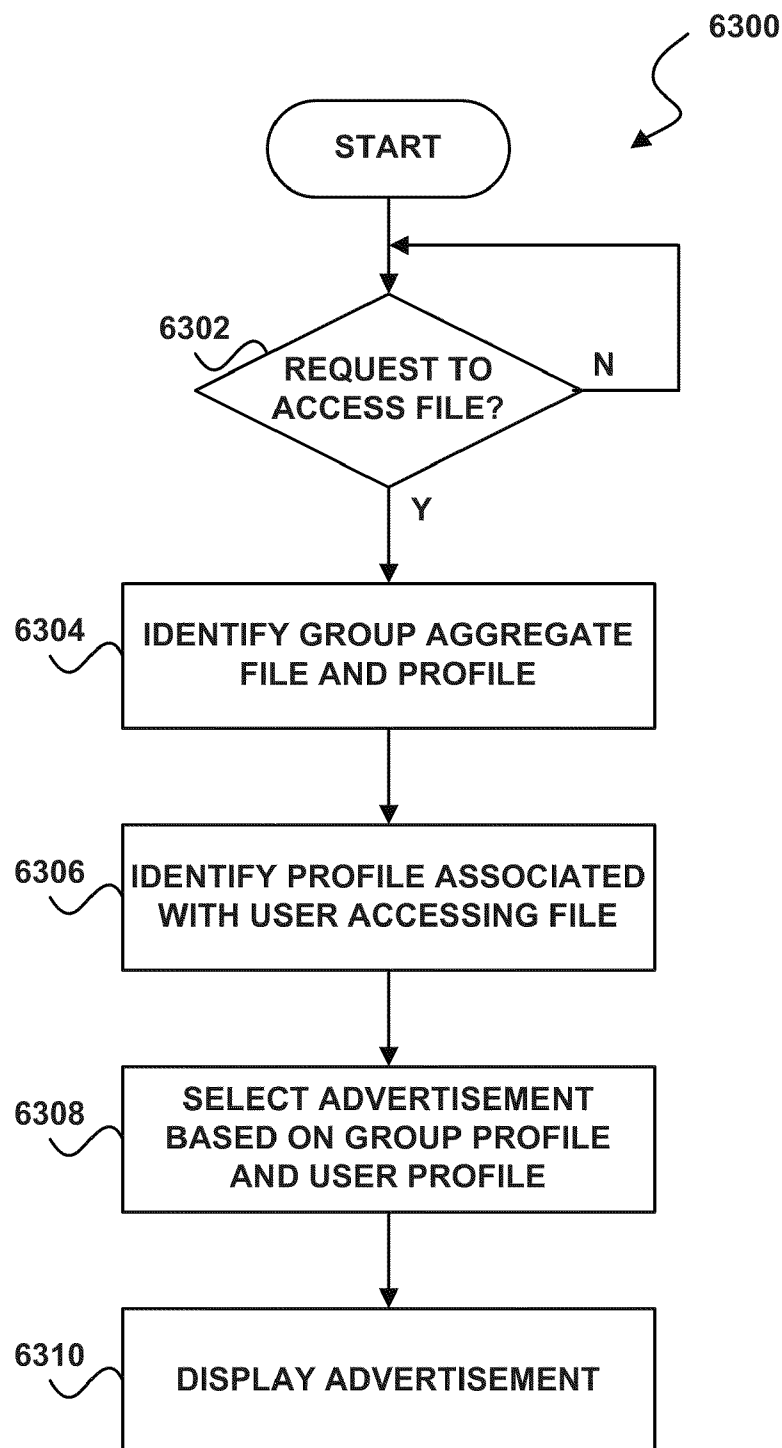 6300
START
6302
REQUEST TO
ACCESS FILE?
N
Y
6304
IDENTIFY GROUP AGGREGATE
FILE AND PROFILE
6306
IDENTIFY PROFILE ASSOCIATED
WITH USER ACCESSING FILE
6308
SELECT ADVERTISEMENT
BASED ON GROUP PROFILE
AND USER PROFILE
6310
DISPLAY ADVERTISEMENT